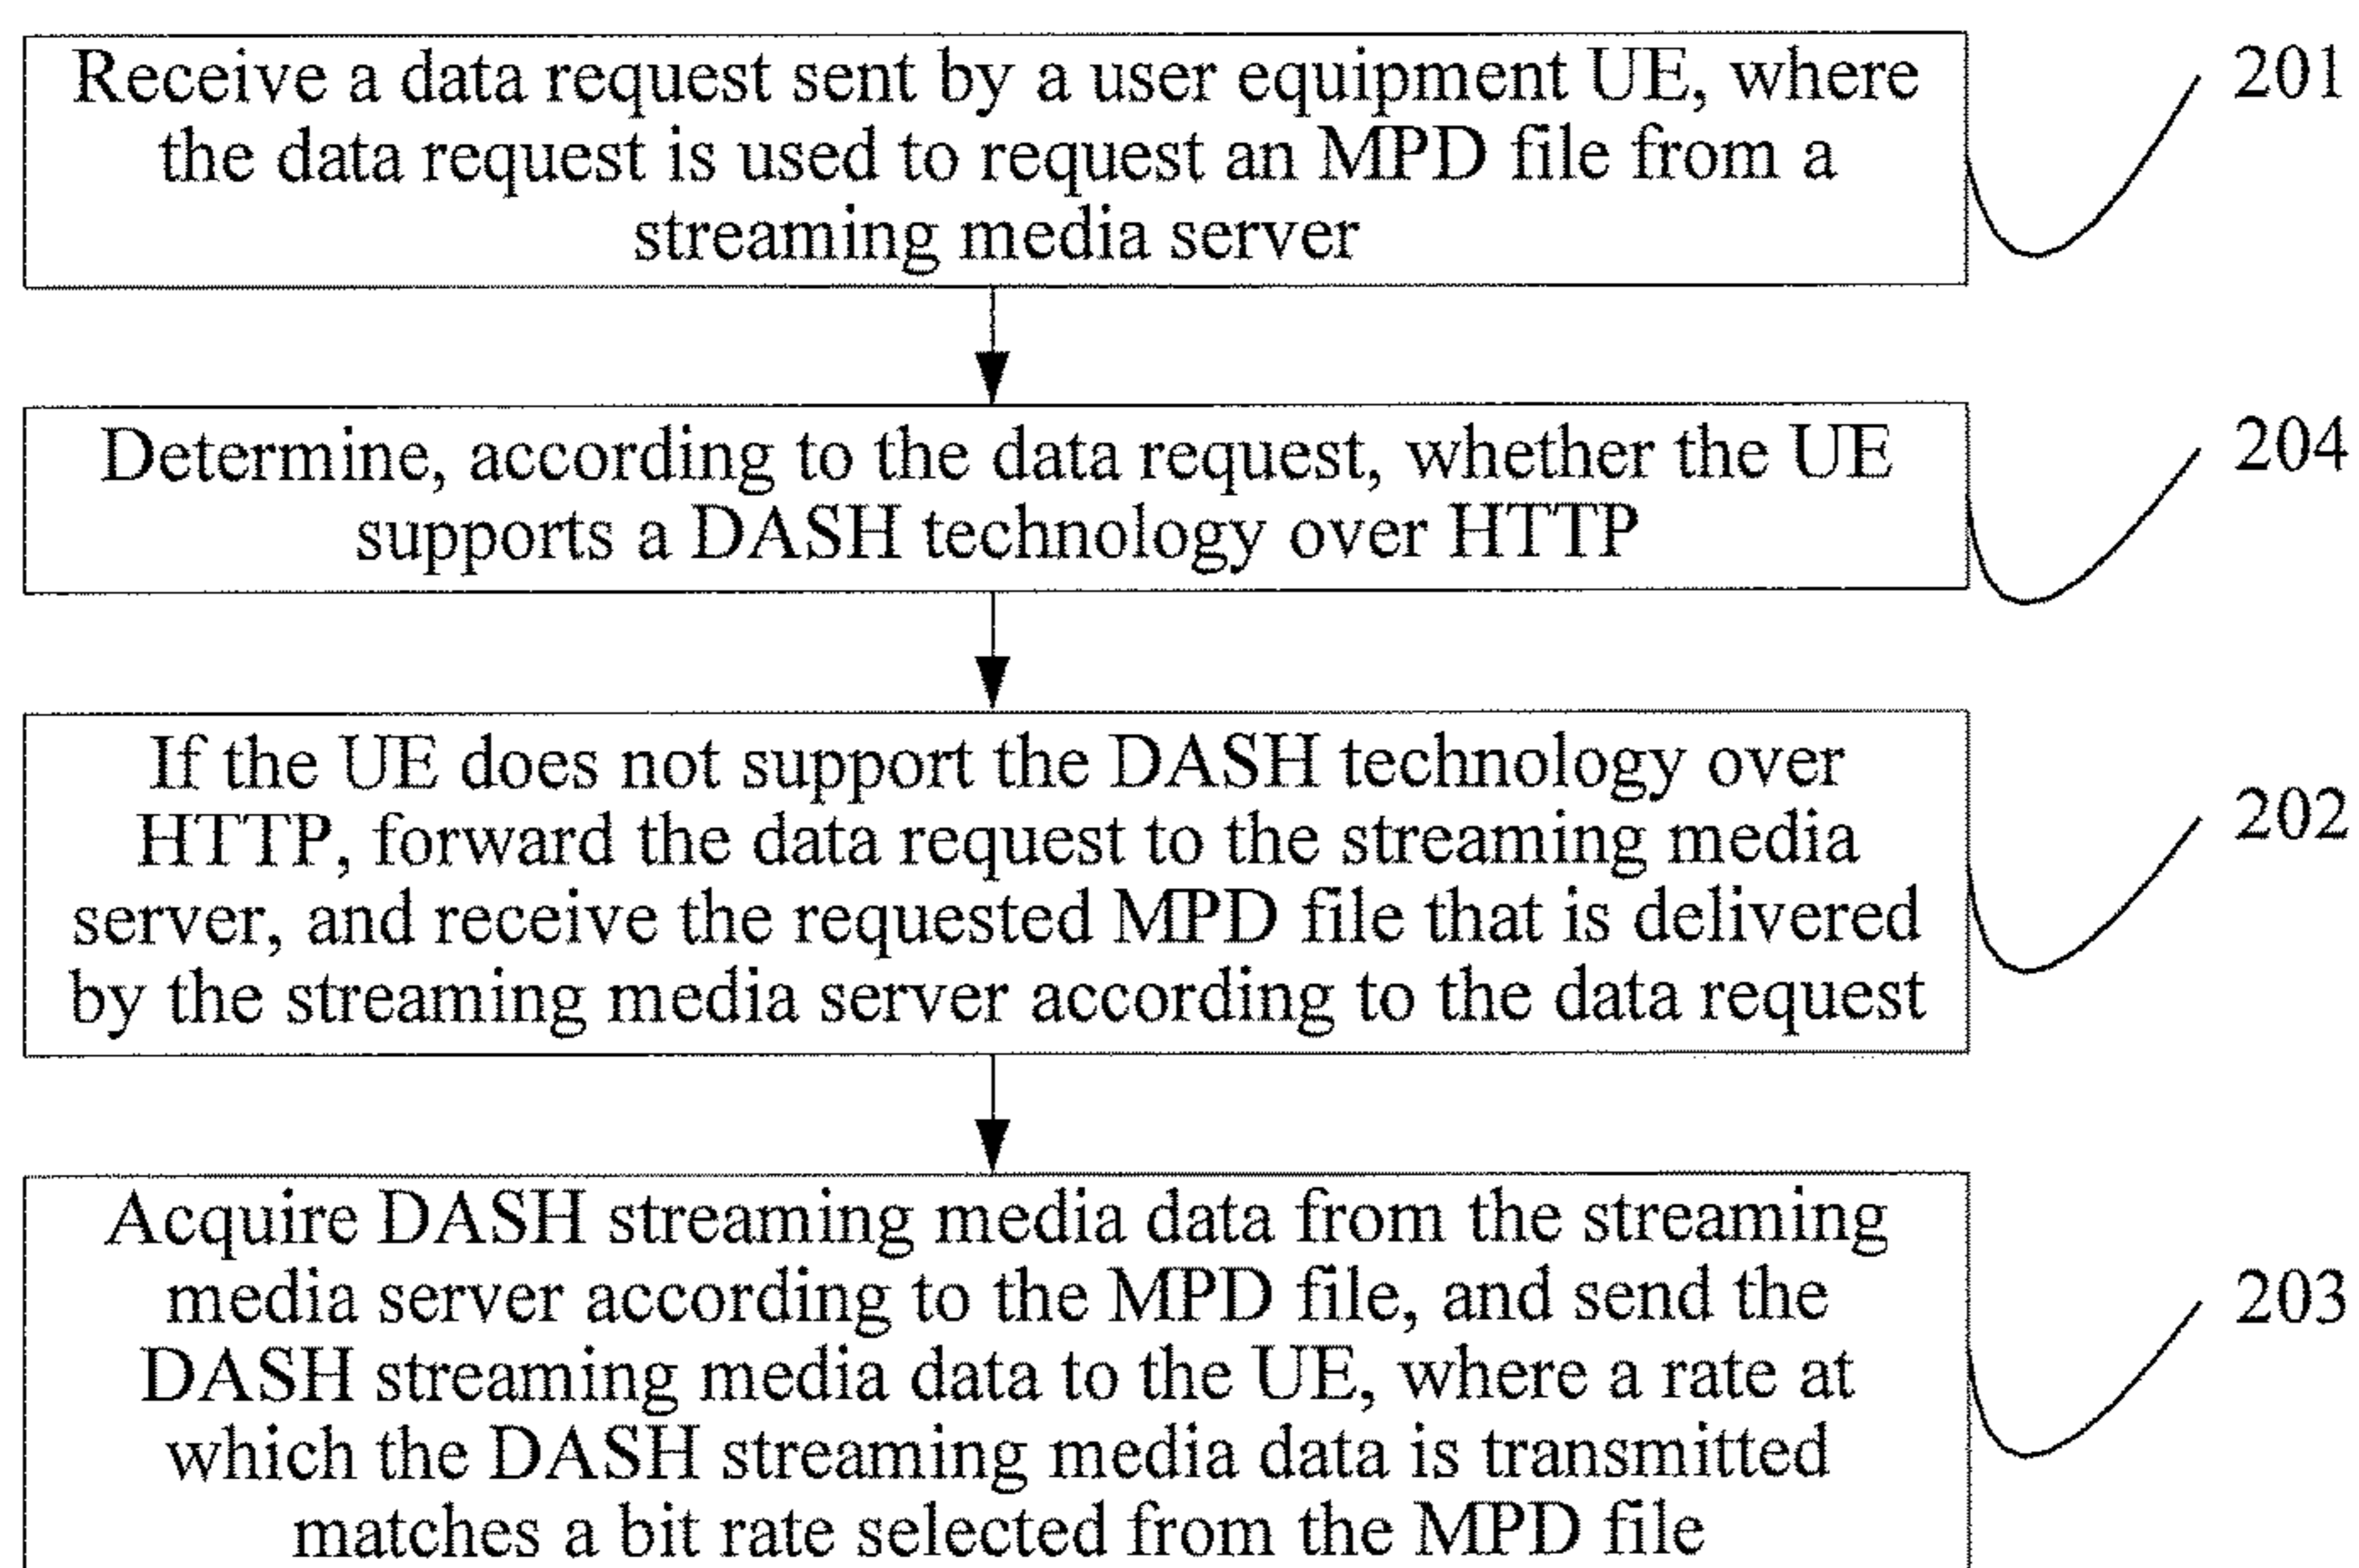 Receive a data request sent by a user equipment UE, where
the data request is used to request an MPD file from a
streaming media server
201
Determine, according to the data request, whether the UE
supports a DASH technology over HTTP
204
If the UE does not support the DASH technology over
HTTP, forward the data request to the streaming media
server, and receive the requested MPD file that is delivered
by the streaming media server according to the data request
202
Acquire DASH streaming media data from the streaming
media server according to the MPD file, and send the
DASH streaming media data to the UE, where a rate at
which the DASH streaming media data is transmitted
matches a bit rate selected from the MPD file
203